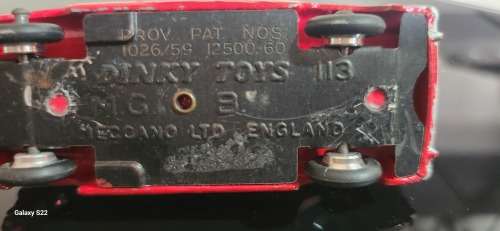 PROV. PAT. NOS.
1026/59 12500-60
DINKY TOYS 113
M.G. B
MECCANO LTD ENGLAND
Galaxy S22